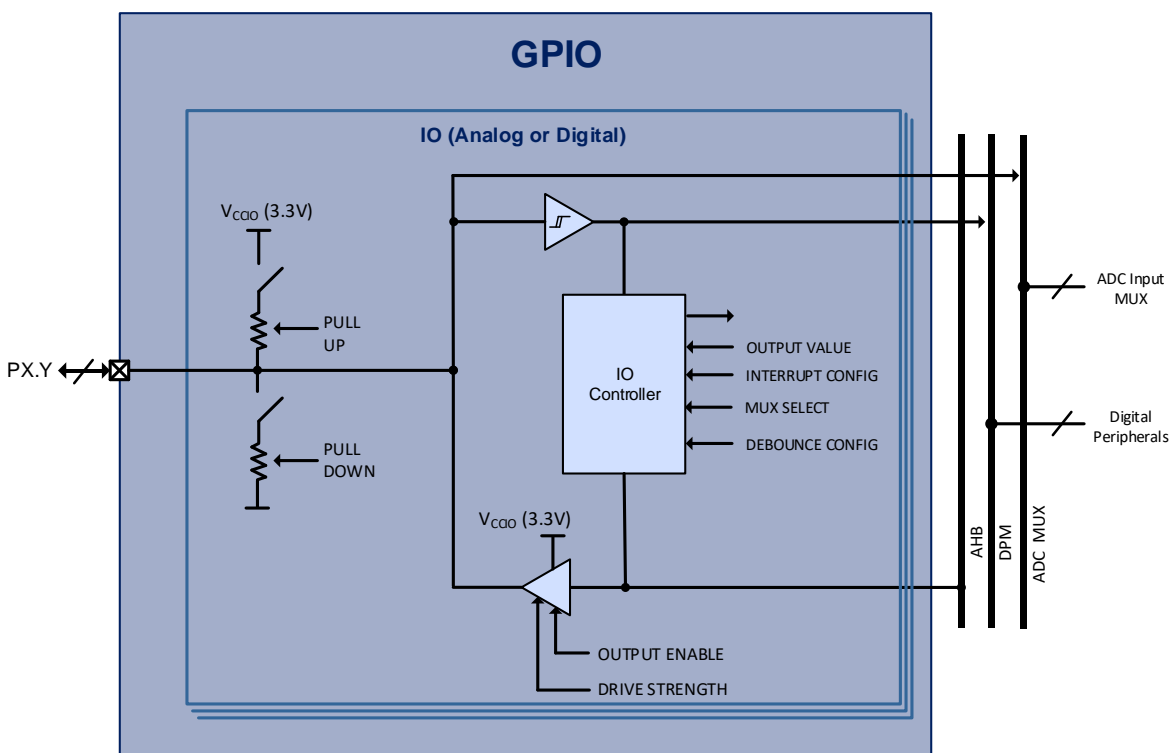 GPIO
IO (Analog or Digital)
VCCIO (3.3V)
PULL
UP
PX.Y
PULL
DOWN
IO
Controller
OUTPUT VALUE
INTERRUPT CONFIG
MUX SELECT
DEBOUNCE CONFIG
VCCIO (3.3V)
OUTPUT ENABLE
DRIVE STRENGTH
AHB
DPM
ADC MUX
ADC Input
MUX
Digital
Peripherals